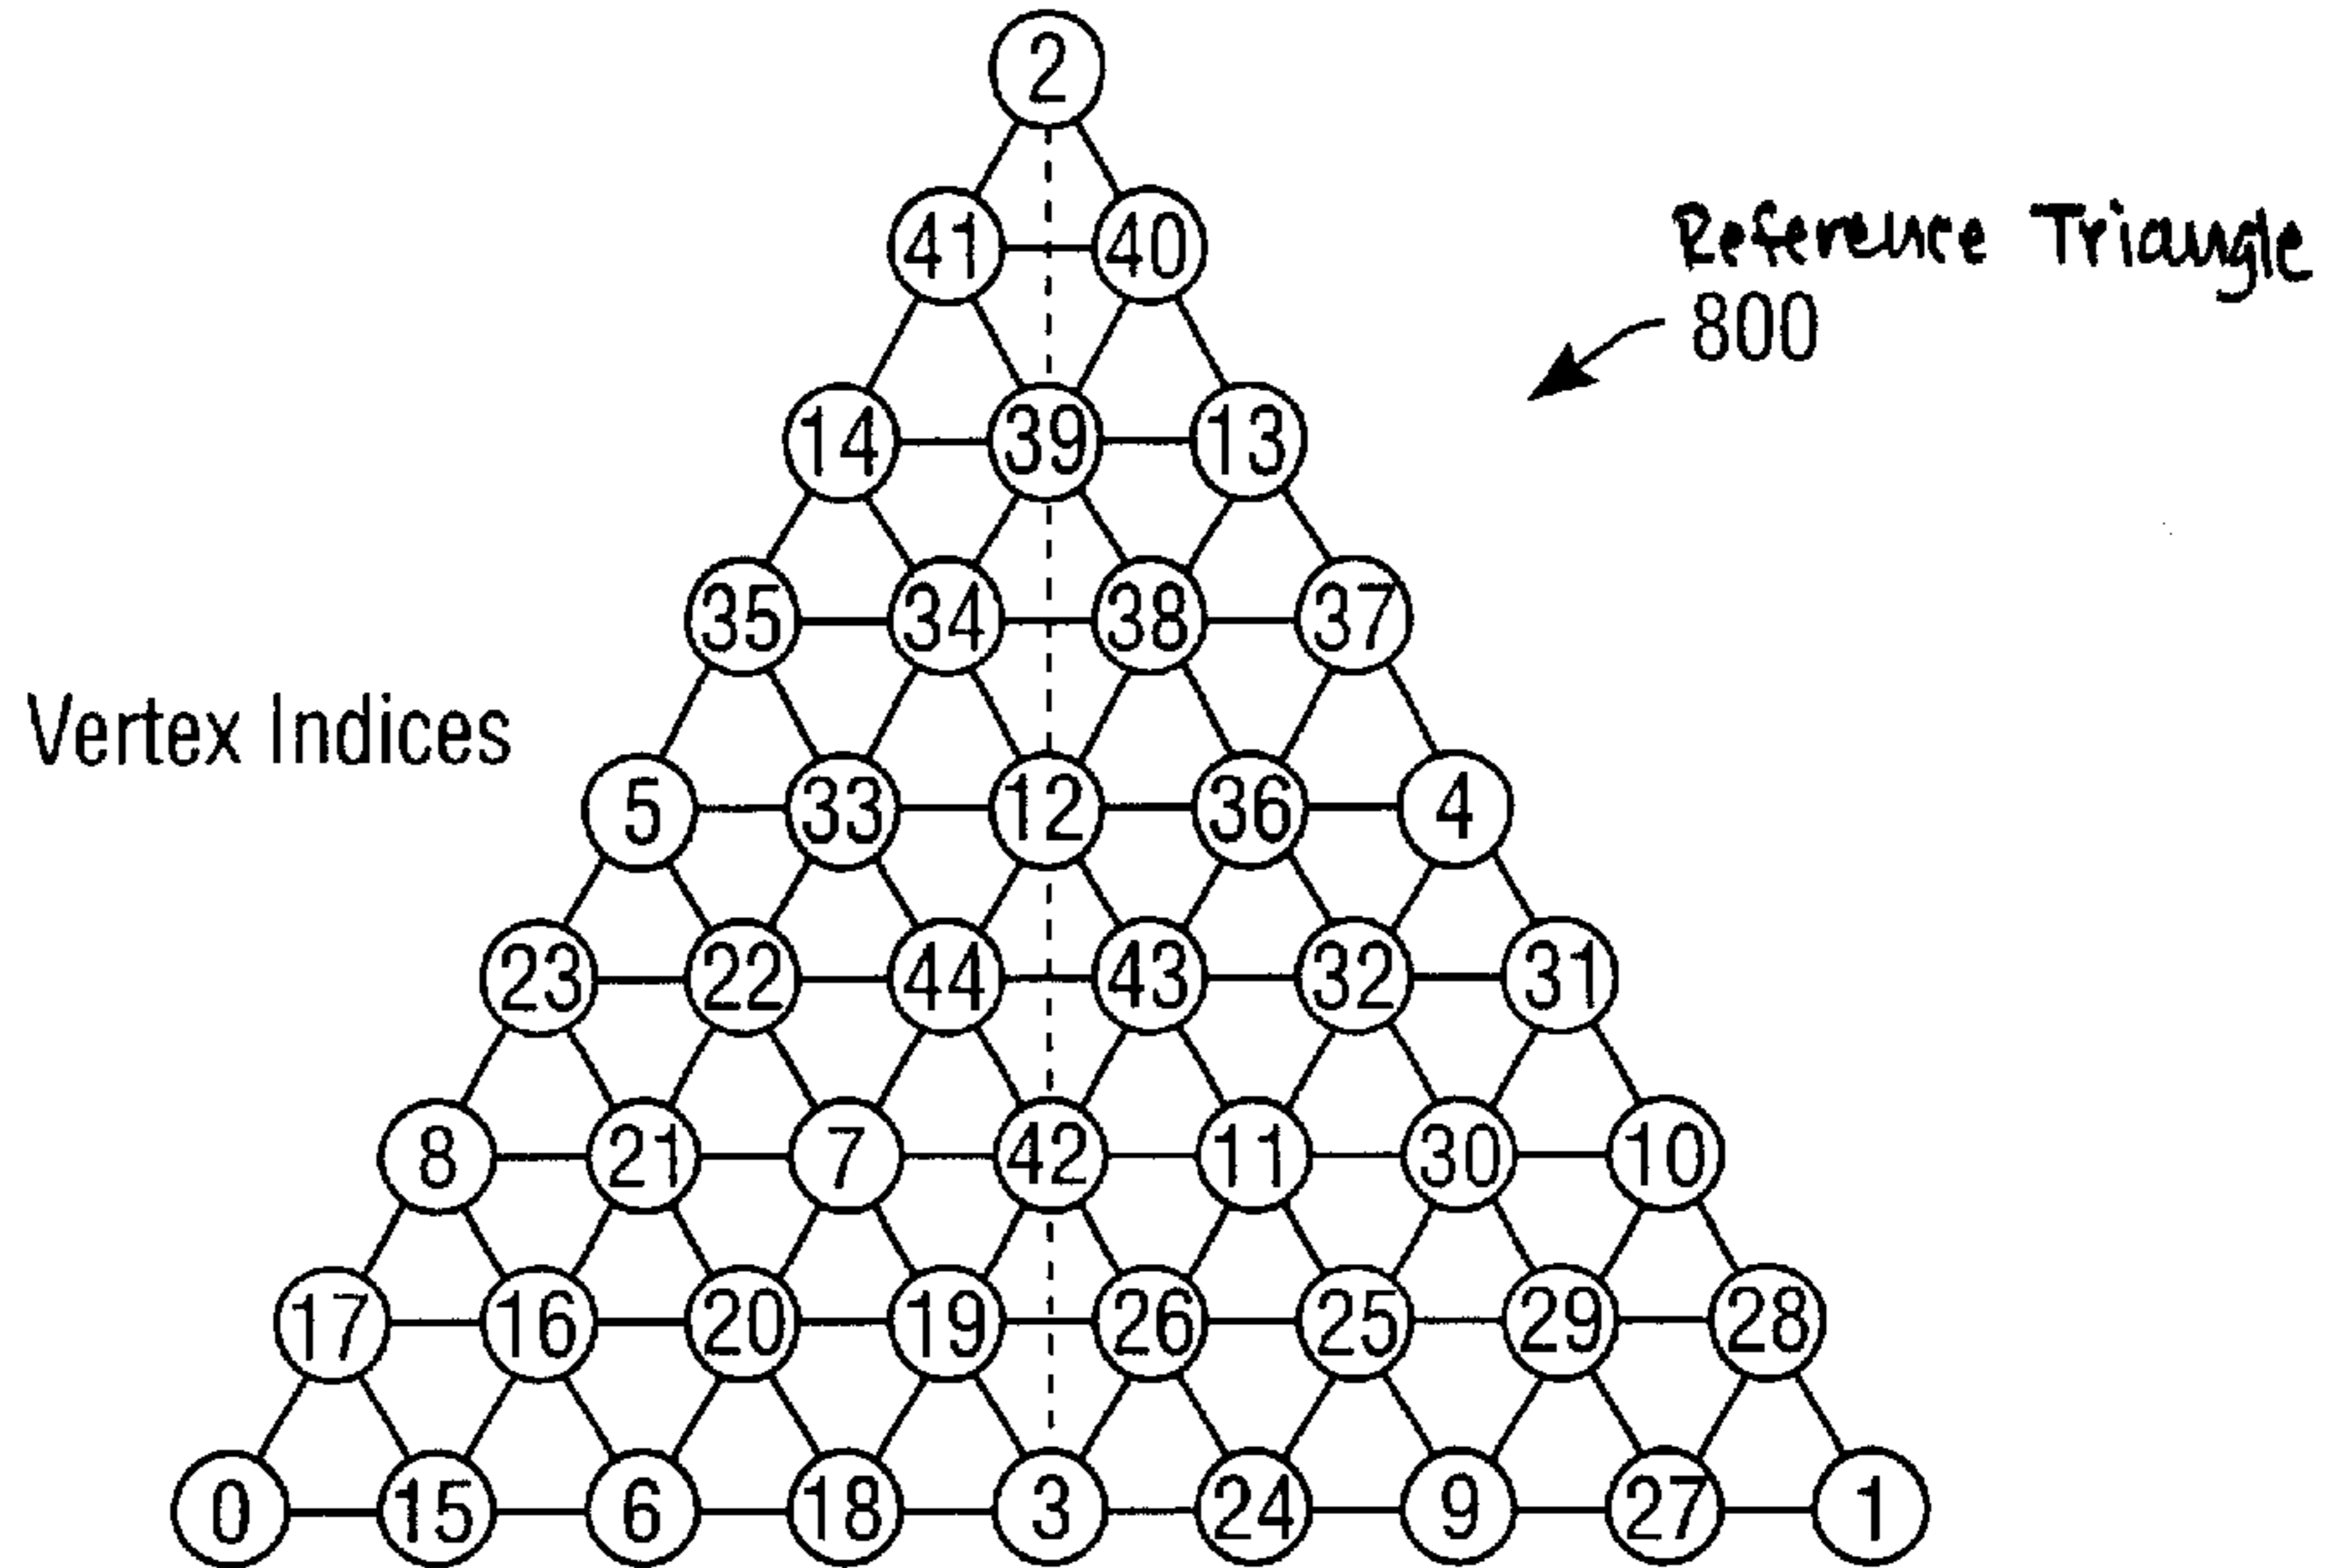 2
41 40
Reference Triangle
800
14 39 13
35 34 38 37
Vertex Indices
5 33 12 36 4
23 22 44 43 32 31
8 21 7 42 11 30 10
17 16 20 19 26 25 29 28
0 15 6 18 3 24 9 27 1